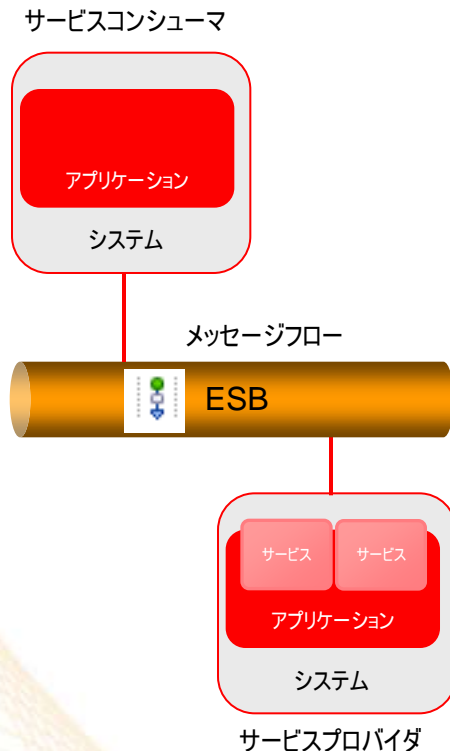 サービスコンシューマ
アプリケーション
システム
メッセージフロー
ESB
サービス サービス
アプリケーション
システム
サービスプロバイダ